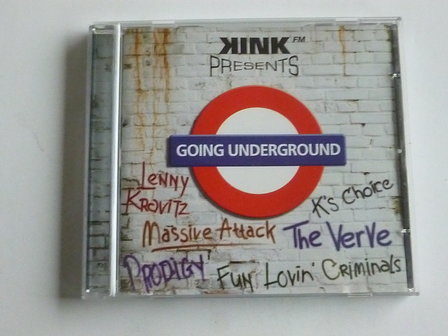 KINK FM
PRESENTS
GOING UNDERGROUND
Lenny
Kravitz
K's Choice
Massive Attack
The Verve
PRODIGY
Fun Lovin' Criminals